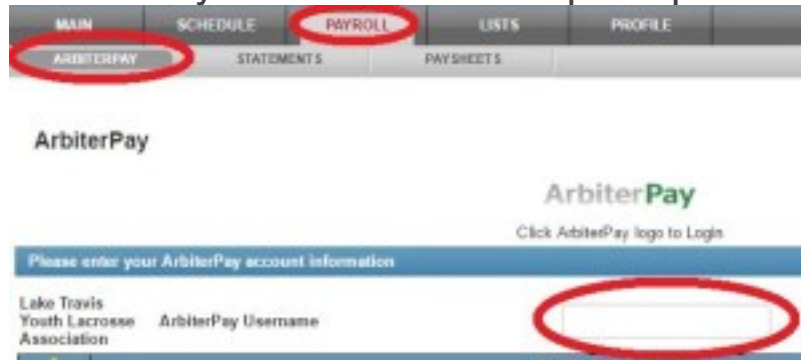 MAIN SCHEDULE PAYROLL LISTS PROFILE
ARBITERPAY STATEMENTS PAYSHEETS
ArbiterPay
ArbiterPay
Click ArbiterPay logo to Login
Please enter your ArbiterPay account information
Lake Travis
Youth Lacrosse ArbiterPay Username
Association